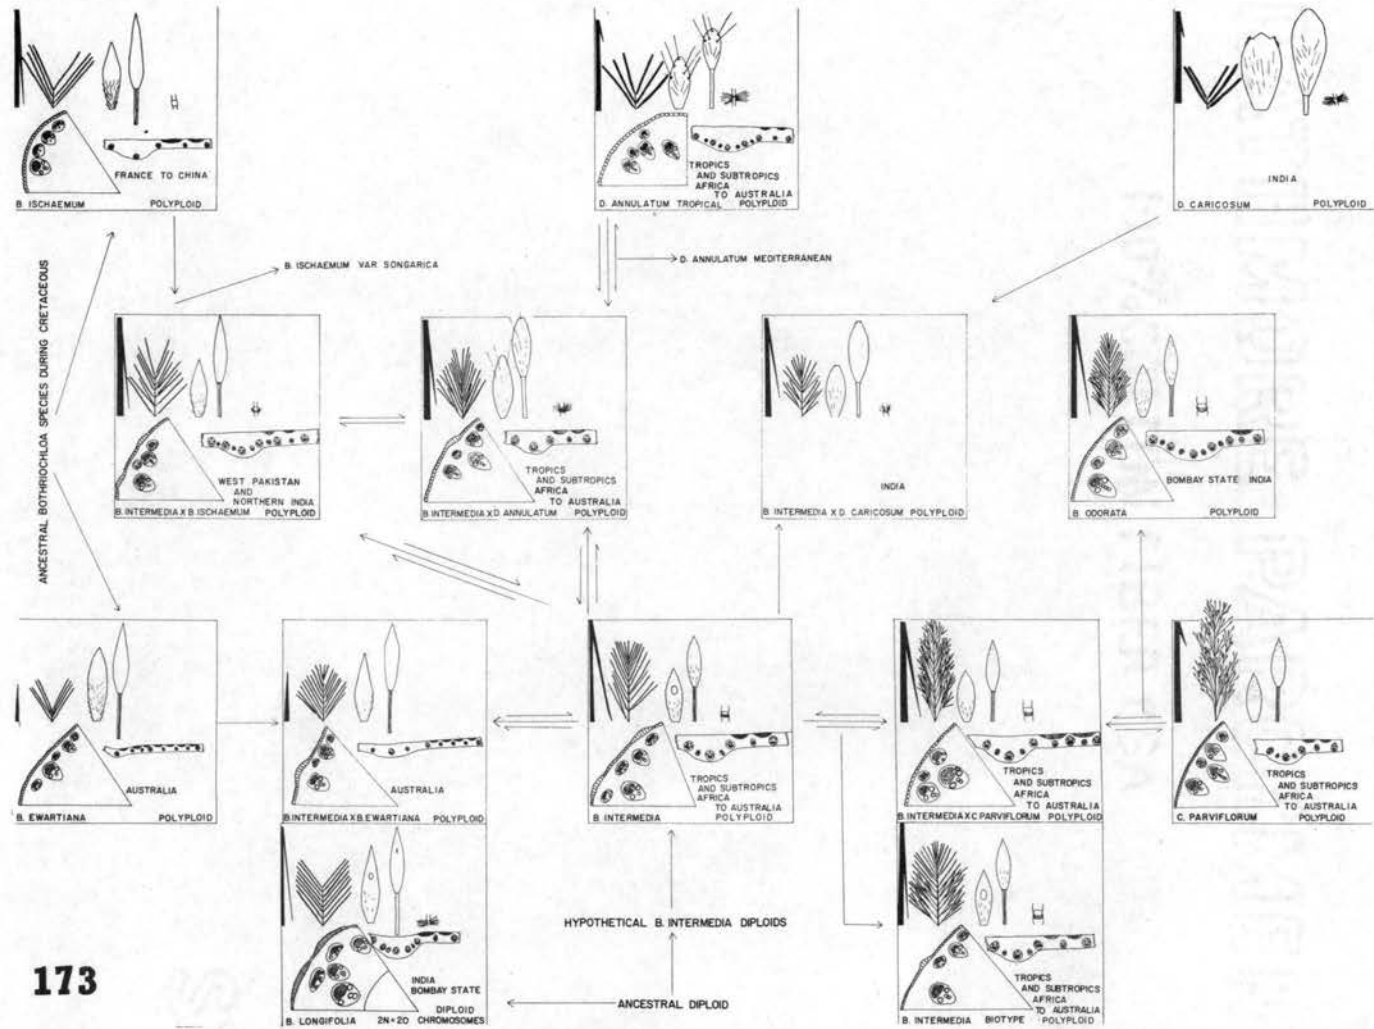 FRANCE TO CHINA
B. ISCHAEMUM POLYPLOID
TROPICS
AND SUBTROPICS
AFRICA
TO AUSTRALIA
D. ANNULATUM TROPICAL POLYPLOID
INDIA
D. CARICOSUM POLYPLOID
B. ISCHAEMUM VAR SONGARICA
D. ANNULATUM MEDITERRANEAN
ANCESTRAL BOTHRIOCHLOA SPECIES DURING CRETACEOUS
WEST PAKISTAN
AND
NORTHERN INDIA
B. INTERMEDIA X B. ISCHAEMUM POLYPLOID
TROPICS
AND SUBTROPICS
AFRICA
TO AUSTRALIA
B. INTERMEDIA X D. ANNULATUM POLYPLOID
INDIA
B. INTERMEDIA X D. CARICOSUM POLYPLOID
BOMBAY STATE INDIA
B. ODORATA POLYPLOID
AUSTRALIA
B. EWARTIANA POLYPLOID
AUSTRALIA
B. INTERMEDIA X B. EWARTIANA POLYPLOID
TROPICS
AND SUBTROPICS
AFRICA
TO AUSTRALIA
B. INTERMEDIA POLYPLOID
TROPICS
AND SUBTROPICS
AFRICA
TO AUSTRALIA
B. INTERMEDIA X C. PARVIFLORUM POLYPLOID
TROPICS
AND SUBTROPICS
AFRICA
TO AUSTRALIA
C. PARVIFLORUM POLYPLOID
INDIA
BOMBAY STATE
DIPLOID
B. LONGIFOLIA 2N=20 CHROMOSOMES
HYPOTHETICAL B. INTERMEDIA DIPLOIDS
ANCESTRAL DIPLOID
TROPICS
AND SUBTROPICS
AFRICA
TO AUSTRALIA
B. INTERMEDIA BIOTYPE POLYPLOID
173